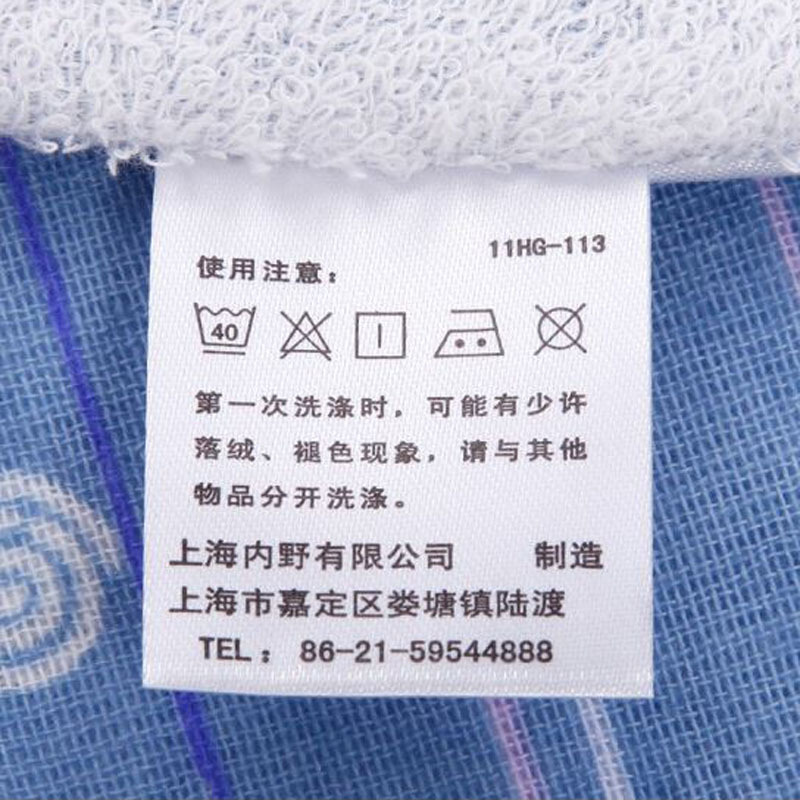 11HG-113
使用注意：
40
第一次洗涤时，可能有少许
落绒、褪色现象，请与其他
物品分开洗涤。
上海内野有限公司 制造
上海市嘉定区娄塘镇陆渡
TEL：86-21-59544888